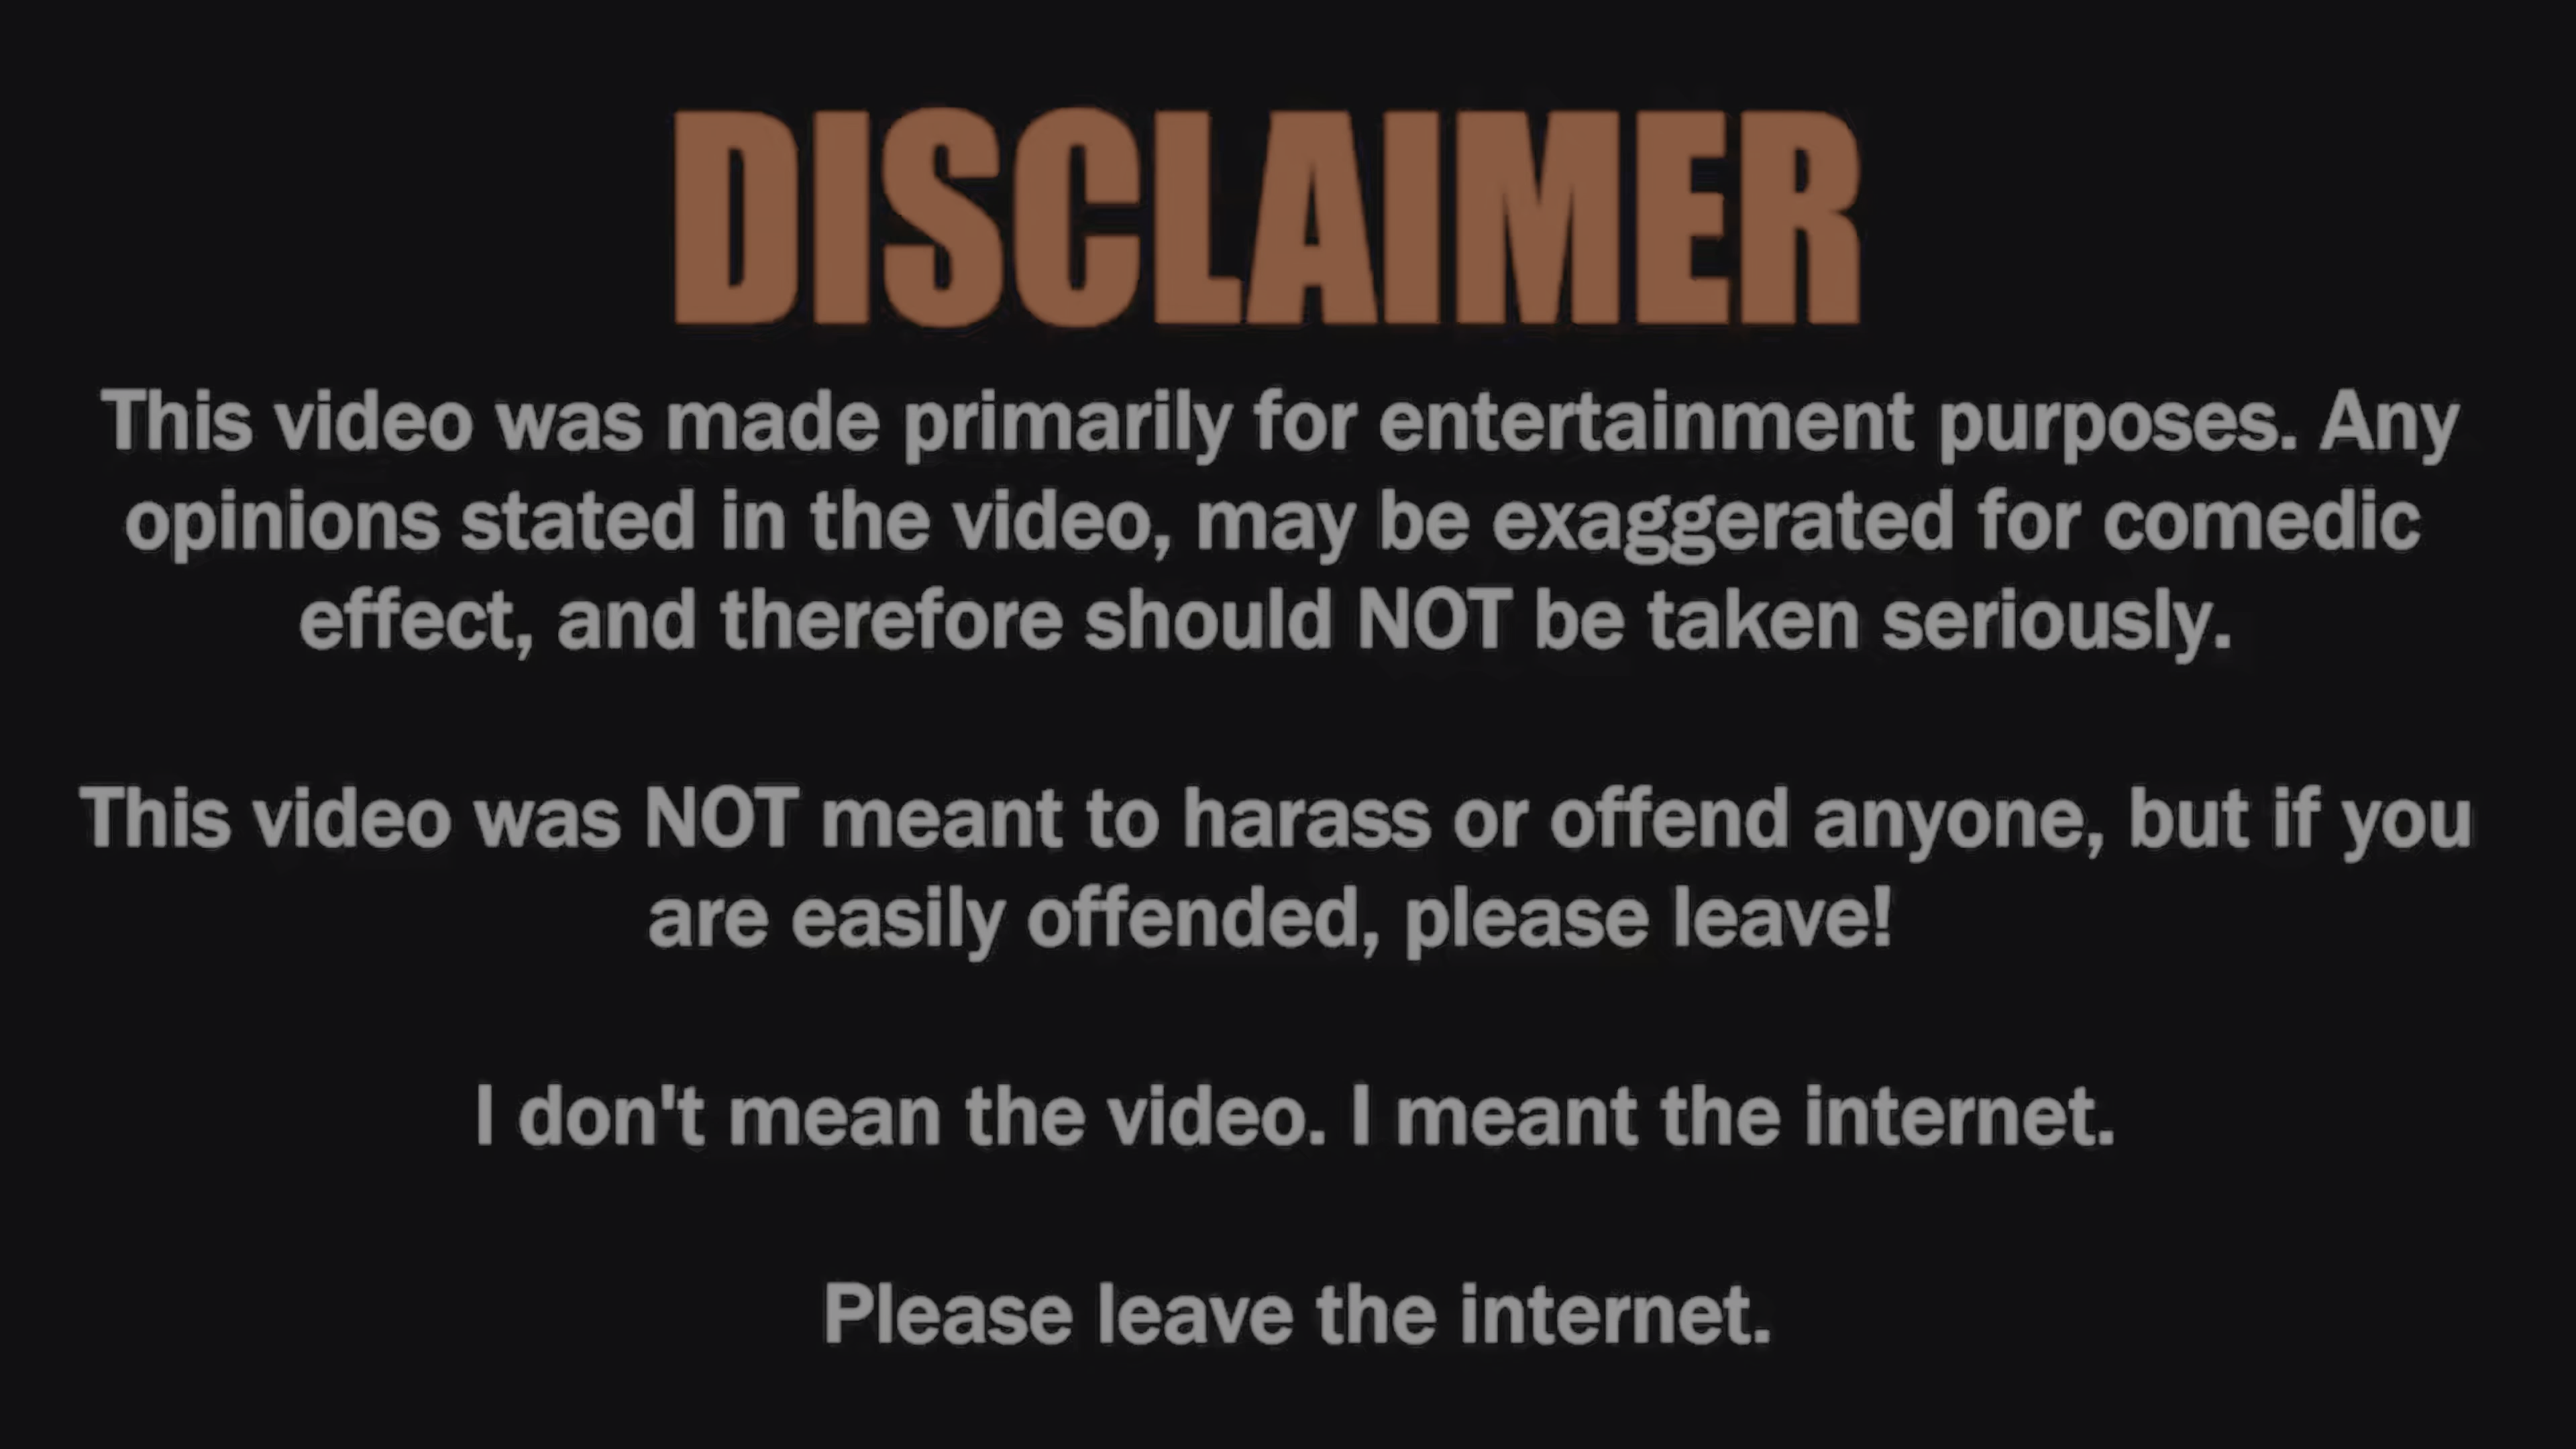 DISCLAIMER
This video was made primarily for entertainment purposes. Any
opinions stated in the video, may be exaggerated for comedic
effect, and therefore should NOT be taken seriously.
This video was NOT meant to harass or offend anyone, but if you
are easily offended, please leave!
I don't mean the video. I meant the internet.
Please leave the internet.